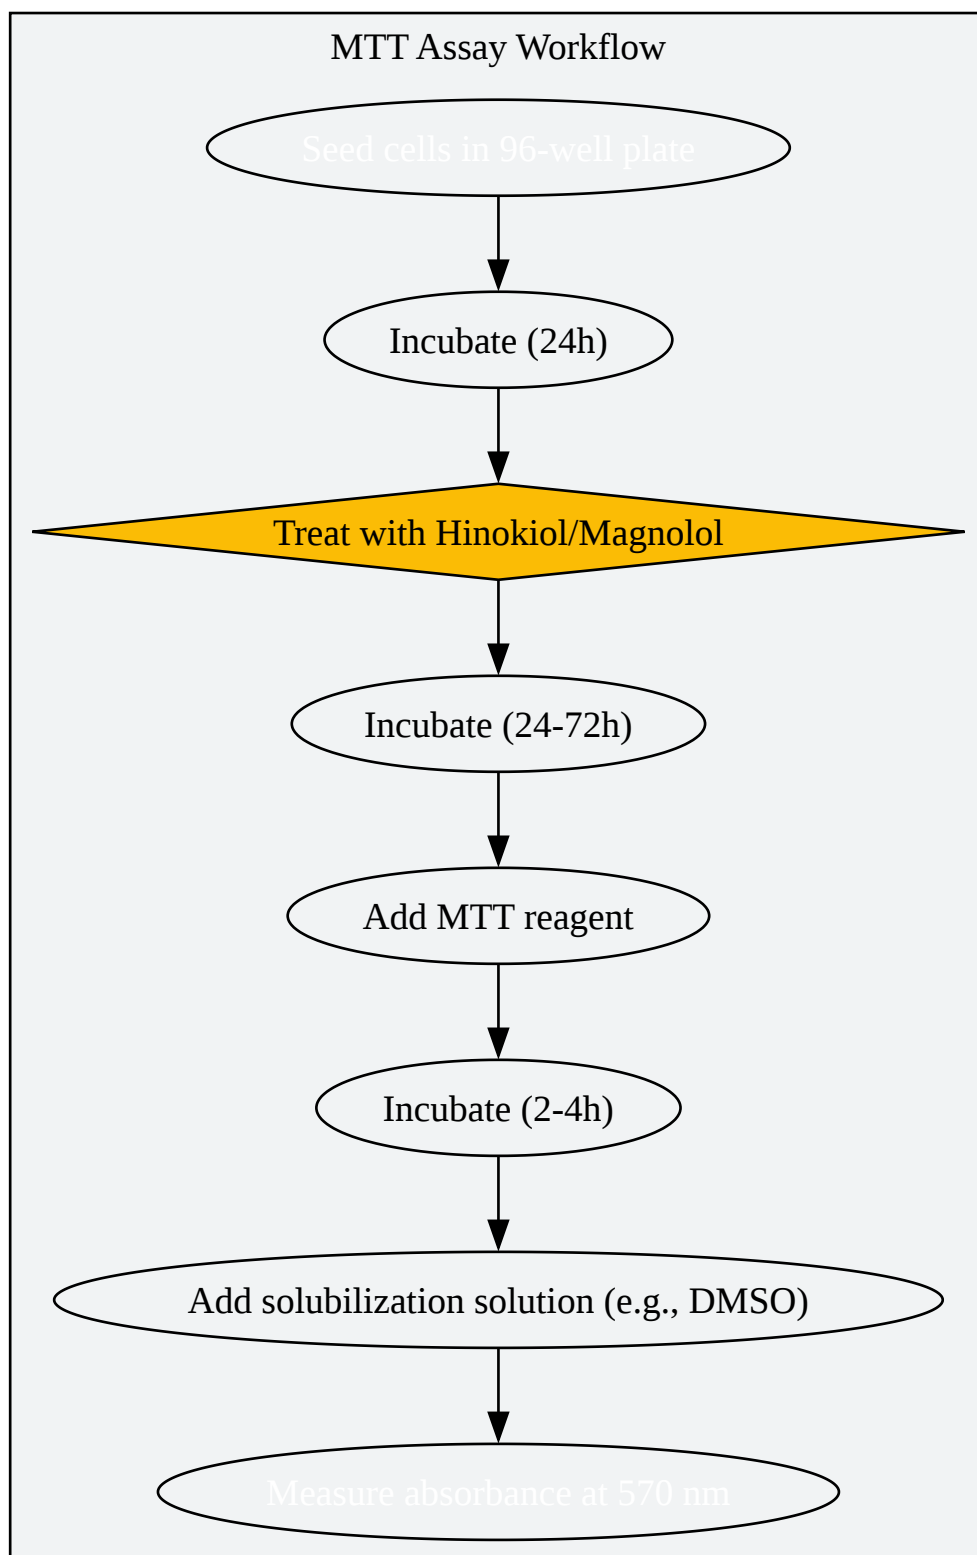 MTT Assay Workflow
Seed cells in 96-well plate
Incubate (24h)
Treat with Hinokiol/Magnolol
Incubate (24-72h)
Add MTT reagent
Incubate (2-4h)
Add solubilization solution (e.g., DMSO)
Measure absorbance at 570 nm